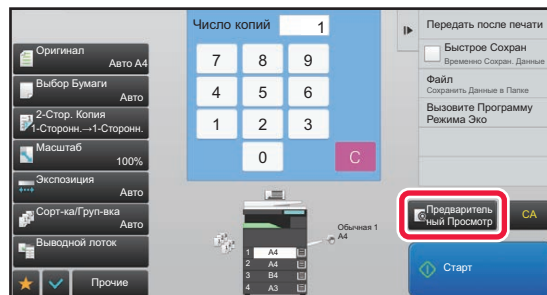 Оригинал
Авто A4
Выбор Бумаги
Авто
2-Стор. Копия
1-Сторонн.→1-Сторонн.
Масштаб
100%
Экспозиция
Авто
Сорт-ка/Груп-вка
Авто
Выводной лоток
Прочие
Число копий 1
7 8 9
4 5 6
1 2 3
0 C
Обычная 1
A4
1 A4
2 A4
3 B4
4 A3
Передать после печати
Быстрое Сохран
Временно Сохран. Данные
Файл
Сохранить Данные в Папке
Вызовите Программу
Режима Эко
Предваритель
ный Просмотр
CA
Старт